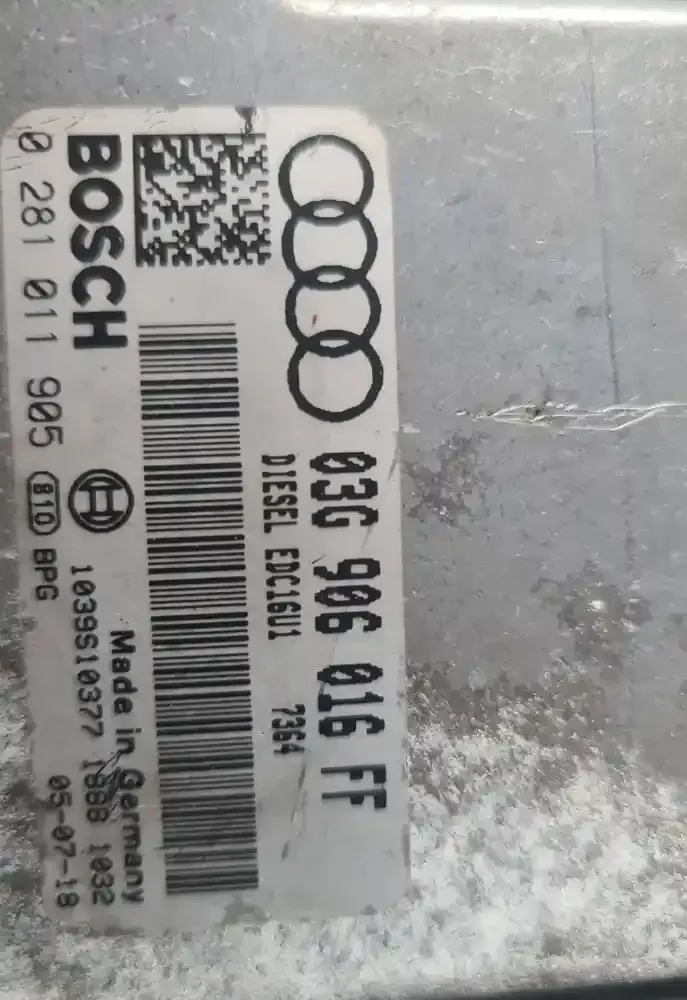 03G 906 016 FF
DIESEL EDC16U1 7364
Made in Germany
BOSCH 1039S10377 1888 1032
0 281 011 905 810 BPG 05-07-18